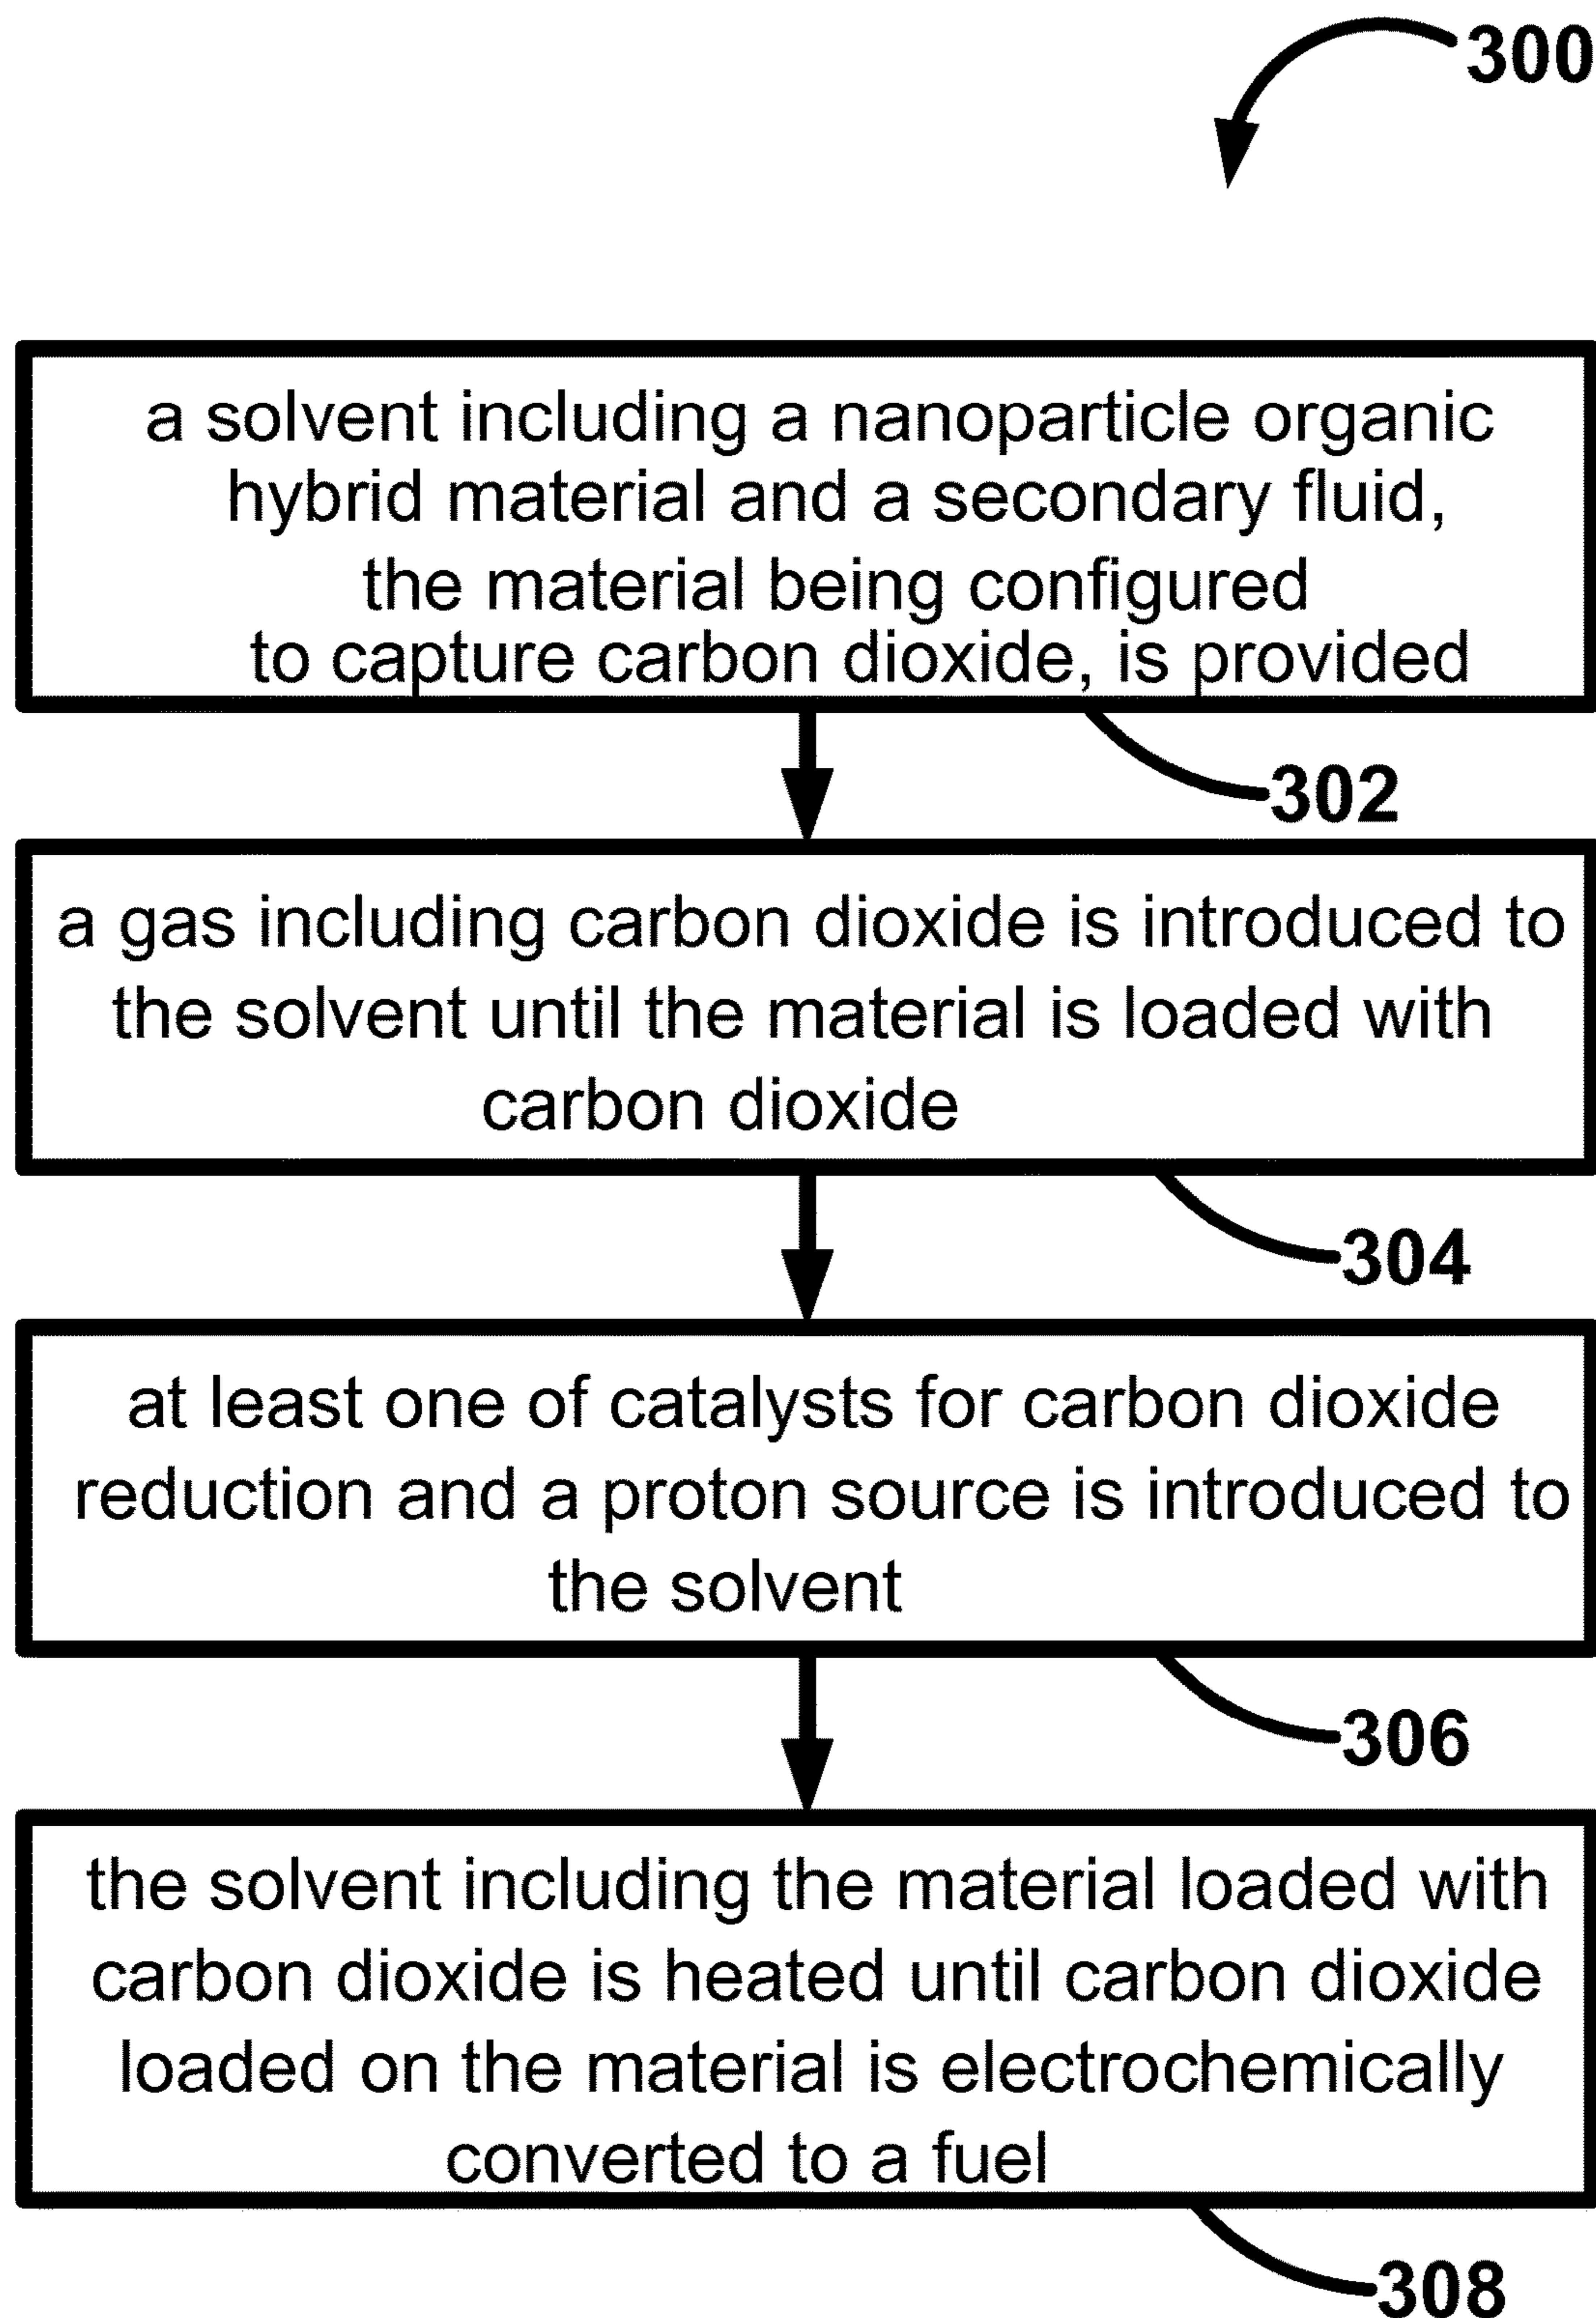 300
a solvent including a nanoparticle organic
hybrid material and a secondary fluid,
the material being configured
to capture carbon dioxide, is provided
302
a gas including carbon dioxide is introduced to
the solvent until the material is loaded with
carbon dioxide
304
at least one of catalysts for carbon dioxide
reduction and a proton source is introduced to
the solvent
306
the solvent including the material loaded with
carbon dioxide is heated until carbon dioxide
loaded on the material is electrochemically
converted to a fuel
308